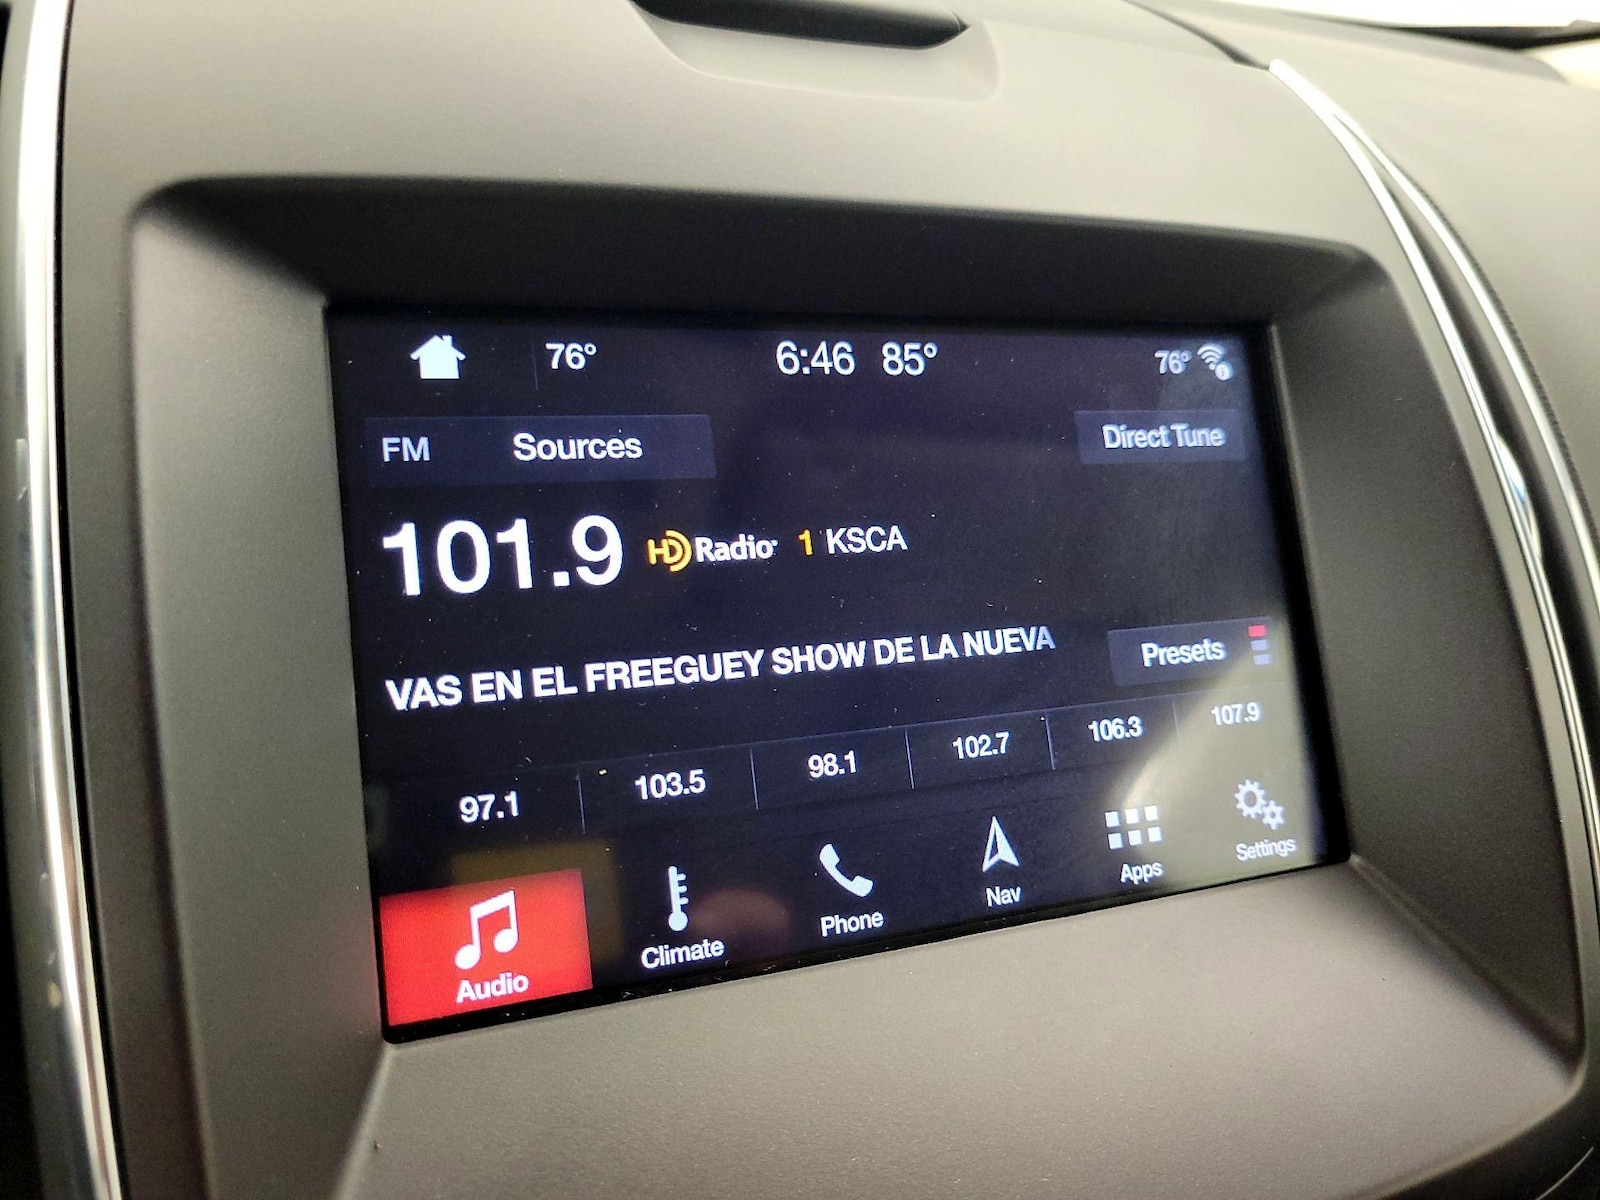 76° 6:46 85° 76°
FM Sources Direct Tune
101.9 HD Radio 1 KSCA
VAS EN EL FREEGUEY SHOW DE LA NUEVA
Presets
97.1 103.5 98.1 102.7 106.3 107.9
Audio Climate Phone Nav Apps Settings